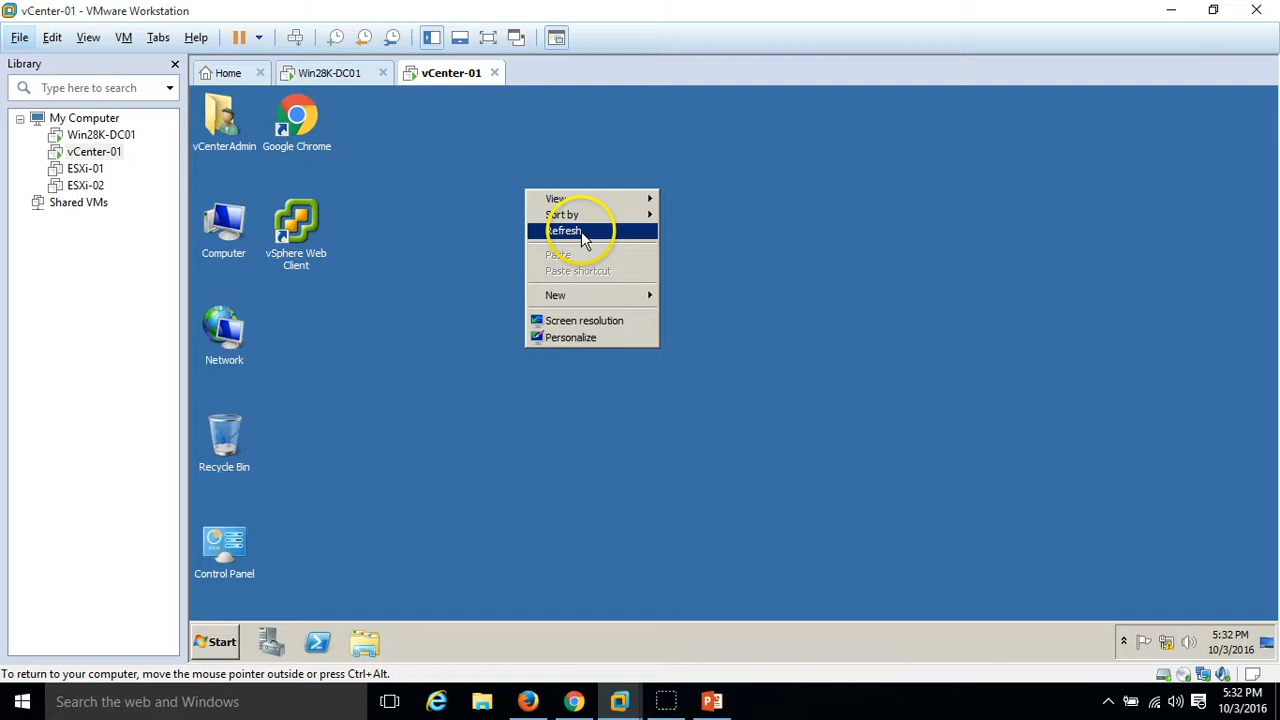 vCenter-01 - VMware Workstation
File Edit View VM Tabs Help
Library
Type here to search
My Computer
Win28K-DC01
vCenter-01
ESXi-01
ESXi-02
Shared VMs
Home
Win28K-DC01
vCenter-01
vCenterAdmin
Google Chrome
Computer
vSphere Web
Client
Network
Recycle Bin
Control Panel
View
Sort by
Refresh
Paste
Paste shortcut
New
Screen resolution
Personalize
Start
5:32 PM
10/3/2016
To return to your computer, move the mouse pointer outside or press Ctrl+Alt.
Search the web and Windows
5:32 PM
10/3/2016